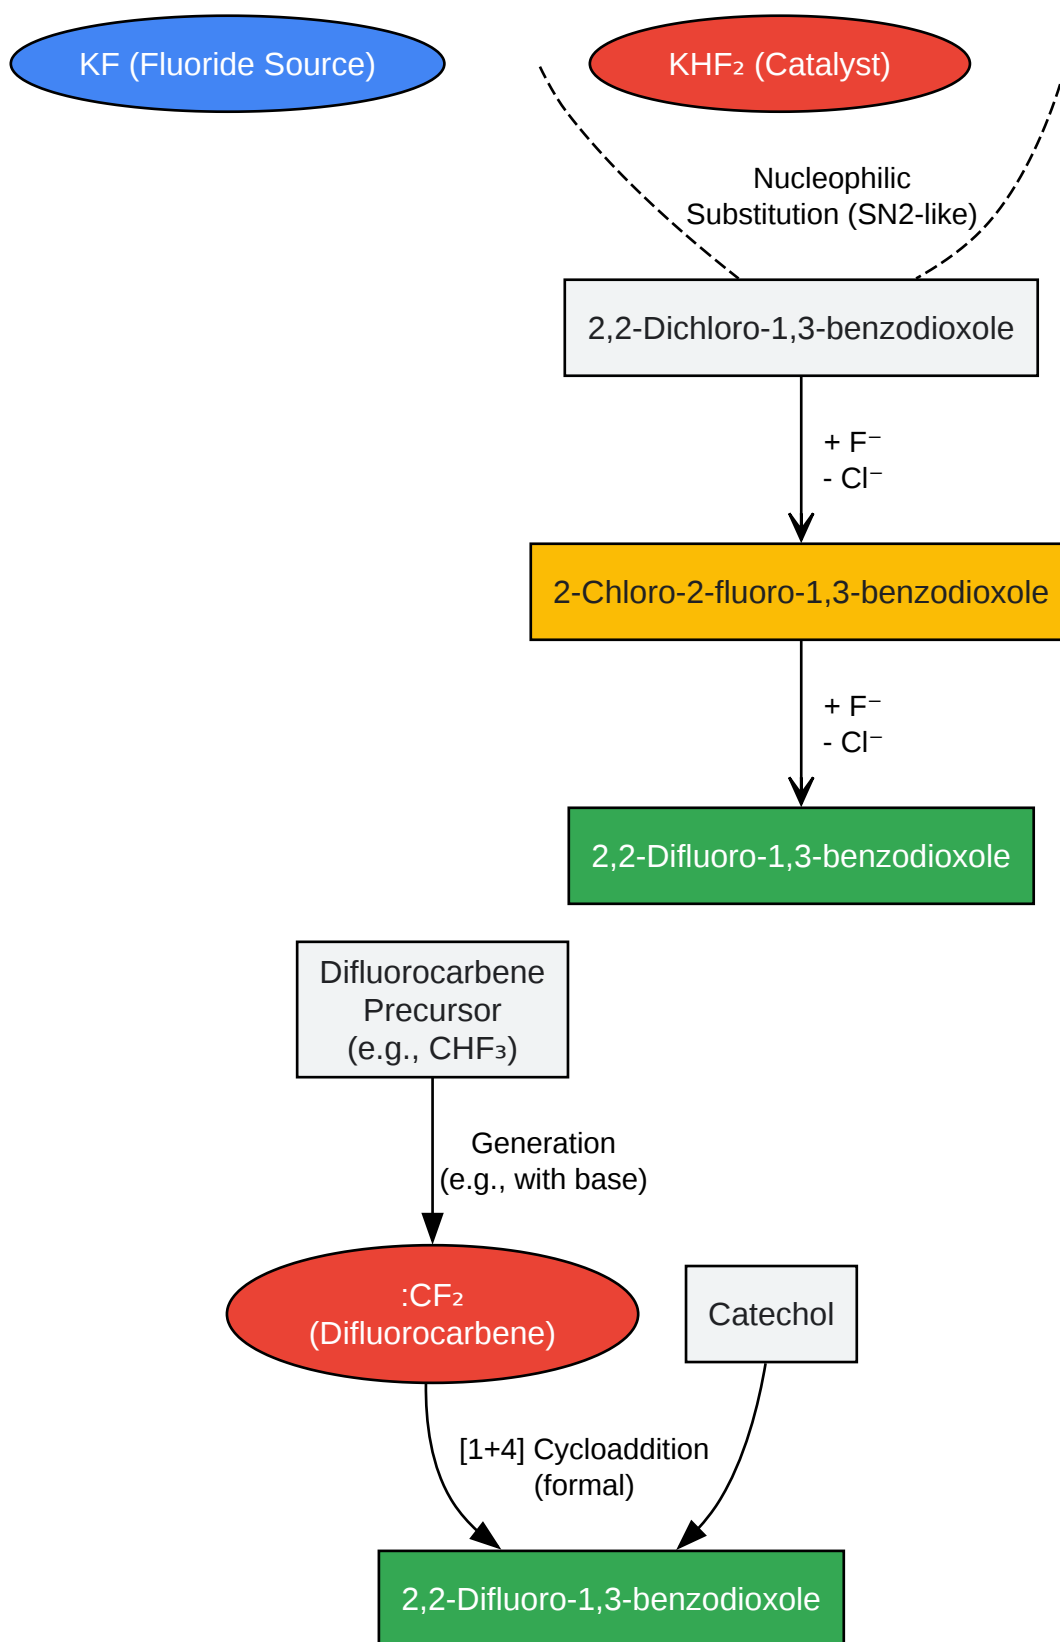 KF (Fluoride Source)
KHF₂ (Catalyst)
Nucleophilic
Substitution (SN2-like)
2,2-Dichloro-1,3-benzodioxole
+ F⁻
- Cl⁻
2-Chloro-2-fluoro-1,3-benzodioxole
+ F⁻
- Cl⁻
2,2-Difluoro-1,3-benzodioxole
Difluorocarbene
Precursor
(e.g., CHF₃)
Generation
(e.g., with base)
:CF₂
(Difluorocarbene)
Catechol
[1+4] Cycloaddition
(formal)
2,2-Difluoro-1,3-benzodioxole